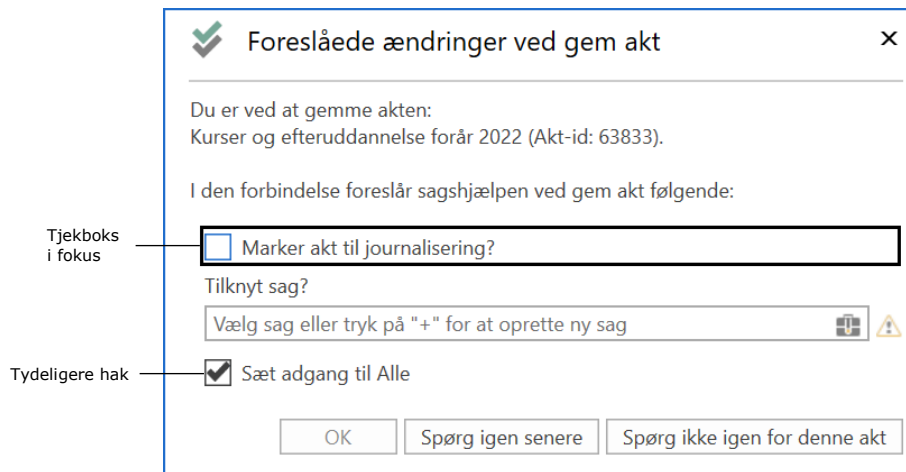 Foreslåede ændringer ved gem akt
Du er ved at gemme akten:
Kurser og efteruddannelse forår 2022 (Akt-id: 63833).
I den forbindelse foreslår sagshjælpen ved gem akt følgende:
Tjekboks
i fokus
Marker akt til journalisering?
Tilknyt sag?
Vælg sag eller tryk på "+" for at oprette ny sag
Tydeligere hak
Sæt adgang til Alle
OK
Spørg igen senere
Spørg ikke igen for denne akt